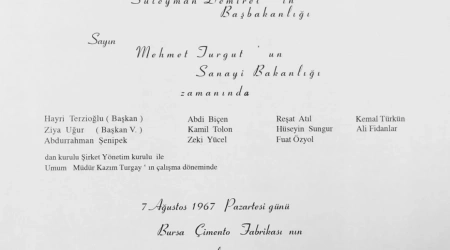 Süleyman Demirel ' in
Başbakanlığı
Sayın
Mehmet Turgut ' un
Sanayi Bakanlığı
zamanında
Hayri Terzioğlu ( Başkan ) Abdi Biçen Reşat Atıl Kemal Türkün
Ziya Uğur ( Başkan V. ) Kamil Tolon Hüseyin Sungur Ali Fidanlar
Abdurrahman Şenipek Zeki Yücel Fuat Özyol
dan kurulu Şirket Yönetim kurulu ile
Umum Müdür Kazım Turgay ' ın çalışma döneminde
7 Ağustos 1967 Pazartesi günü
Bursa Çimento Fabrikası nın